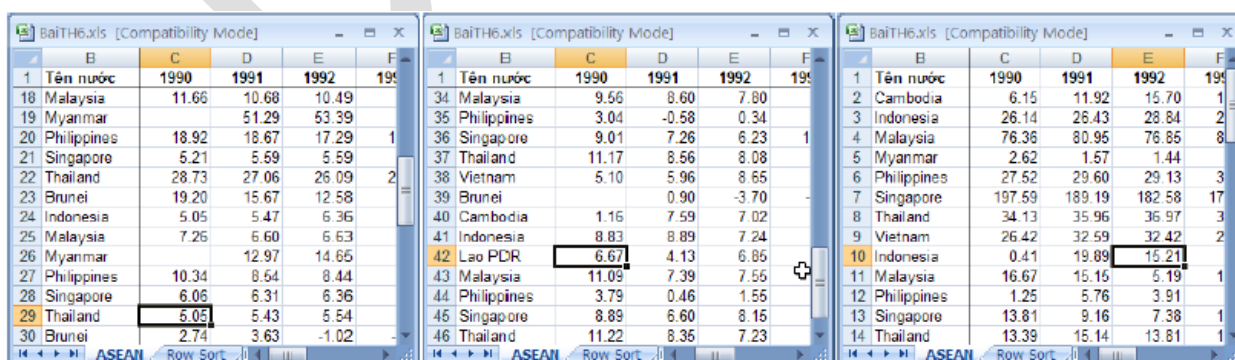 BaiTH6.xls [Compatibility Mode]
B C D E F
1 Tên nước 1990 1991 1992 199
18 Malaysia 11.66 10.68 10.49
19 Myanmar 51.29 53.39
20 Philippines 18.92 18.67 17.29 1
21 Singapore 5.21 5.59 5.59
22 Thailand 28.73 27.06 26.09 2
23 Brunei 19.20 15.67 12.58
24 Indonesia 5.05 5.47 6.36
25 Malaysia 7.26 6.60 6.63
26 Myanmar 12.97 14.65
27 Philippines 10.34 8.54 8.44
28 Singapore 6.06 6.31 6.36
29 Thailand 5.05 5.43 5.54
30 Brunei 2.74 3.63 -1.02 -
ASEAN Row Sort
BaiTH6.xls [Compatibility Mode]
B C D E F
1 Tên nước 1990 1991 1992 199
34 Malaysia 9.56 8.60 7.80
35 Philippines 3.04 -0.58 0.34
36 Singapore 9.01 7.26 6.23 1
37 Thailand 11.17 8.56 8.08
38 Vietnam 5.10 5.96 8.65
39 Brunei 0.90 -3.70 -
40 Cambodia 1.16 7.59 7.02
41 Indonesia 8.83 8.89 7.24
42 Lao PDR 6.67 4.13 6.85
43 Malaysia 11.09 7.39 7.55
44 Philippines 3.79 0.46 1.55
45 Singapore 8.89 6.60 8.15
46 Thailand 11.22 8.35 7.23
ASEAN Row Sort
BaiTH6.xls [Compatibility Mode]
B C D E F
1 Tên nước 1990 1991 1992 199
2 Cambodia 6.15 11.92 15.70 1
3 Indonesia 26.14 26.43 28.84 2
4 Malaysia 76.36 80.95 76.85 8
5 Myanmar 2.62 1.57 1.44
6 Philippines 27.52 29.60 29.13 3
7 Singapore 197.59 189.19 182.58 17
8 Thailand 34.13 35.96 36.97 3
9 Vietnam 26.42 32.59 32.42 2
10 Indonesia 0.41 19.89 15.21
11 Malaysia 16.67 15.15 5.19 1
12 Philippines 1.25 5.76 3.91
13 Singapore 13.81 9.16 7.38 1
14 Thailand 13.39 15.14 13.81 1
ASEAN Row Sort